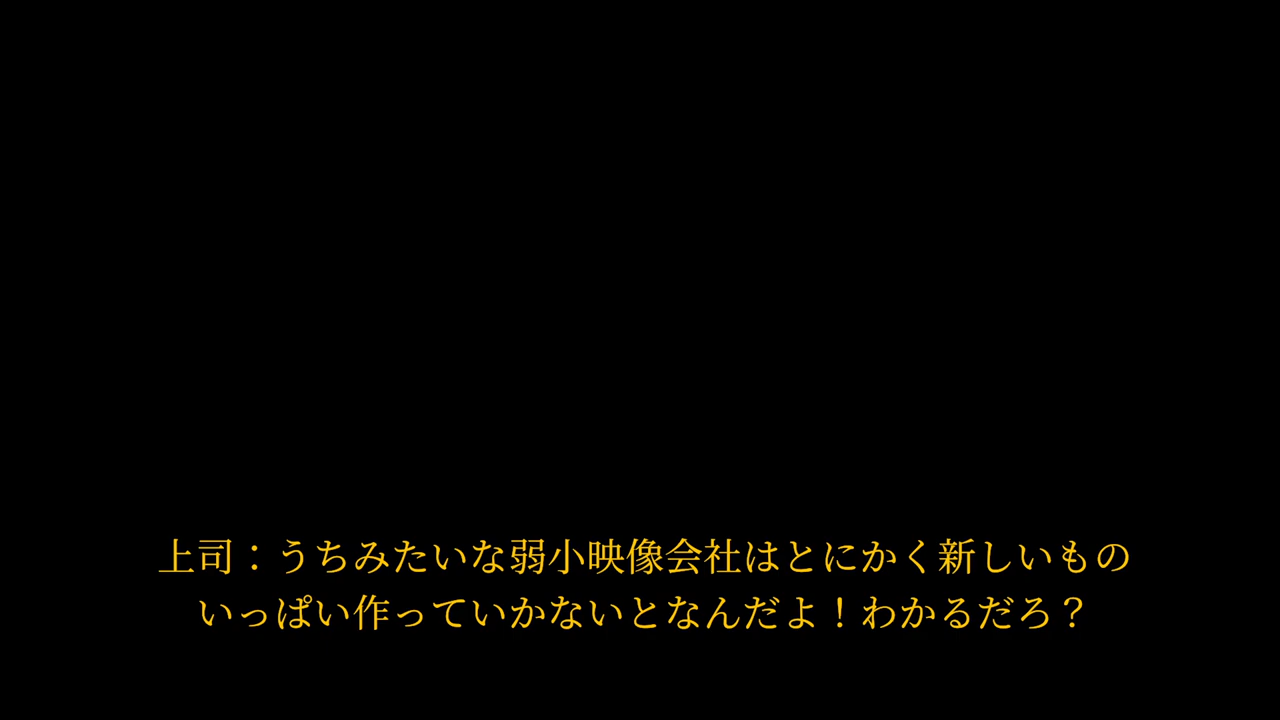 上司：うちみたいな弱小映像会社はとにかく新しいもの
いっぱい作っていかないとなんだよ！わかるだろ？